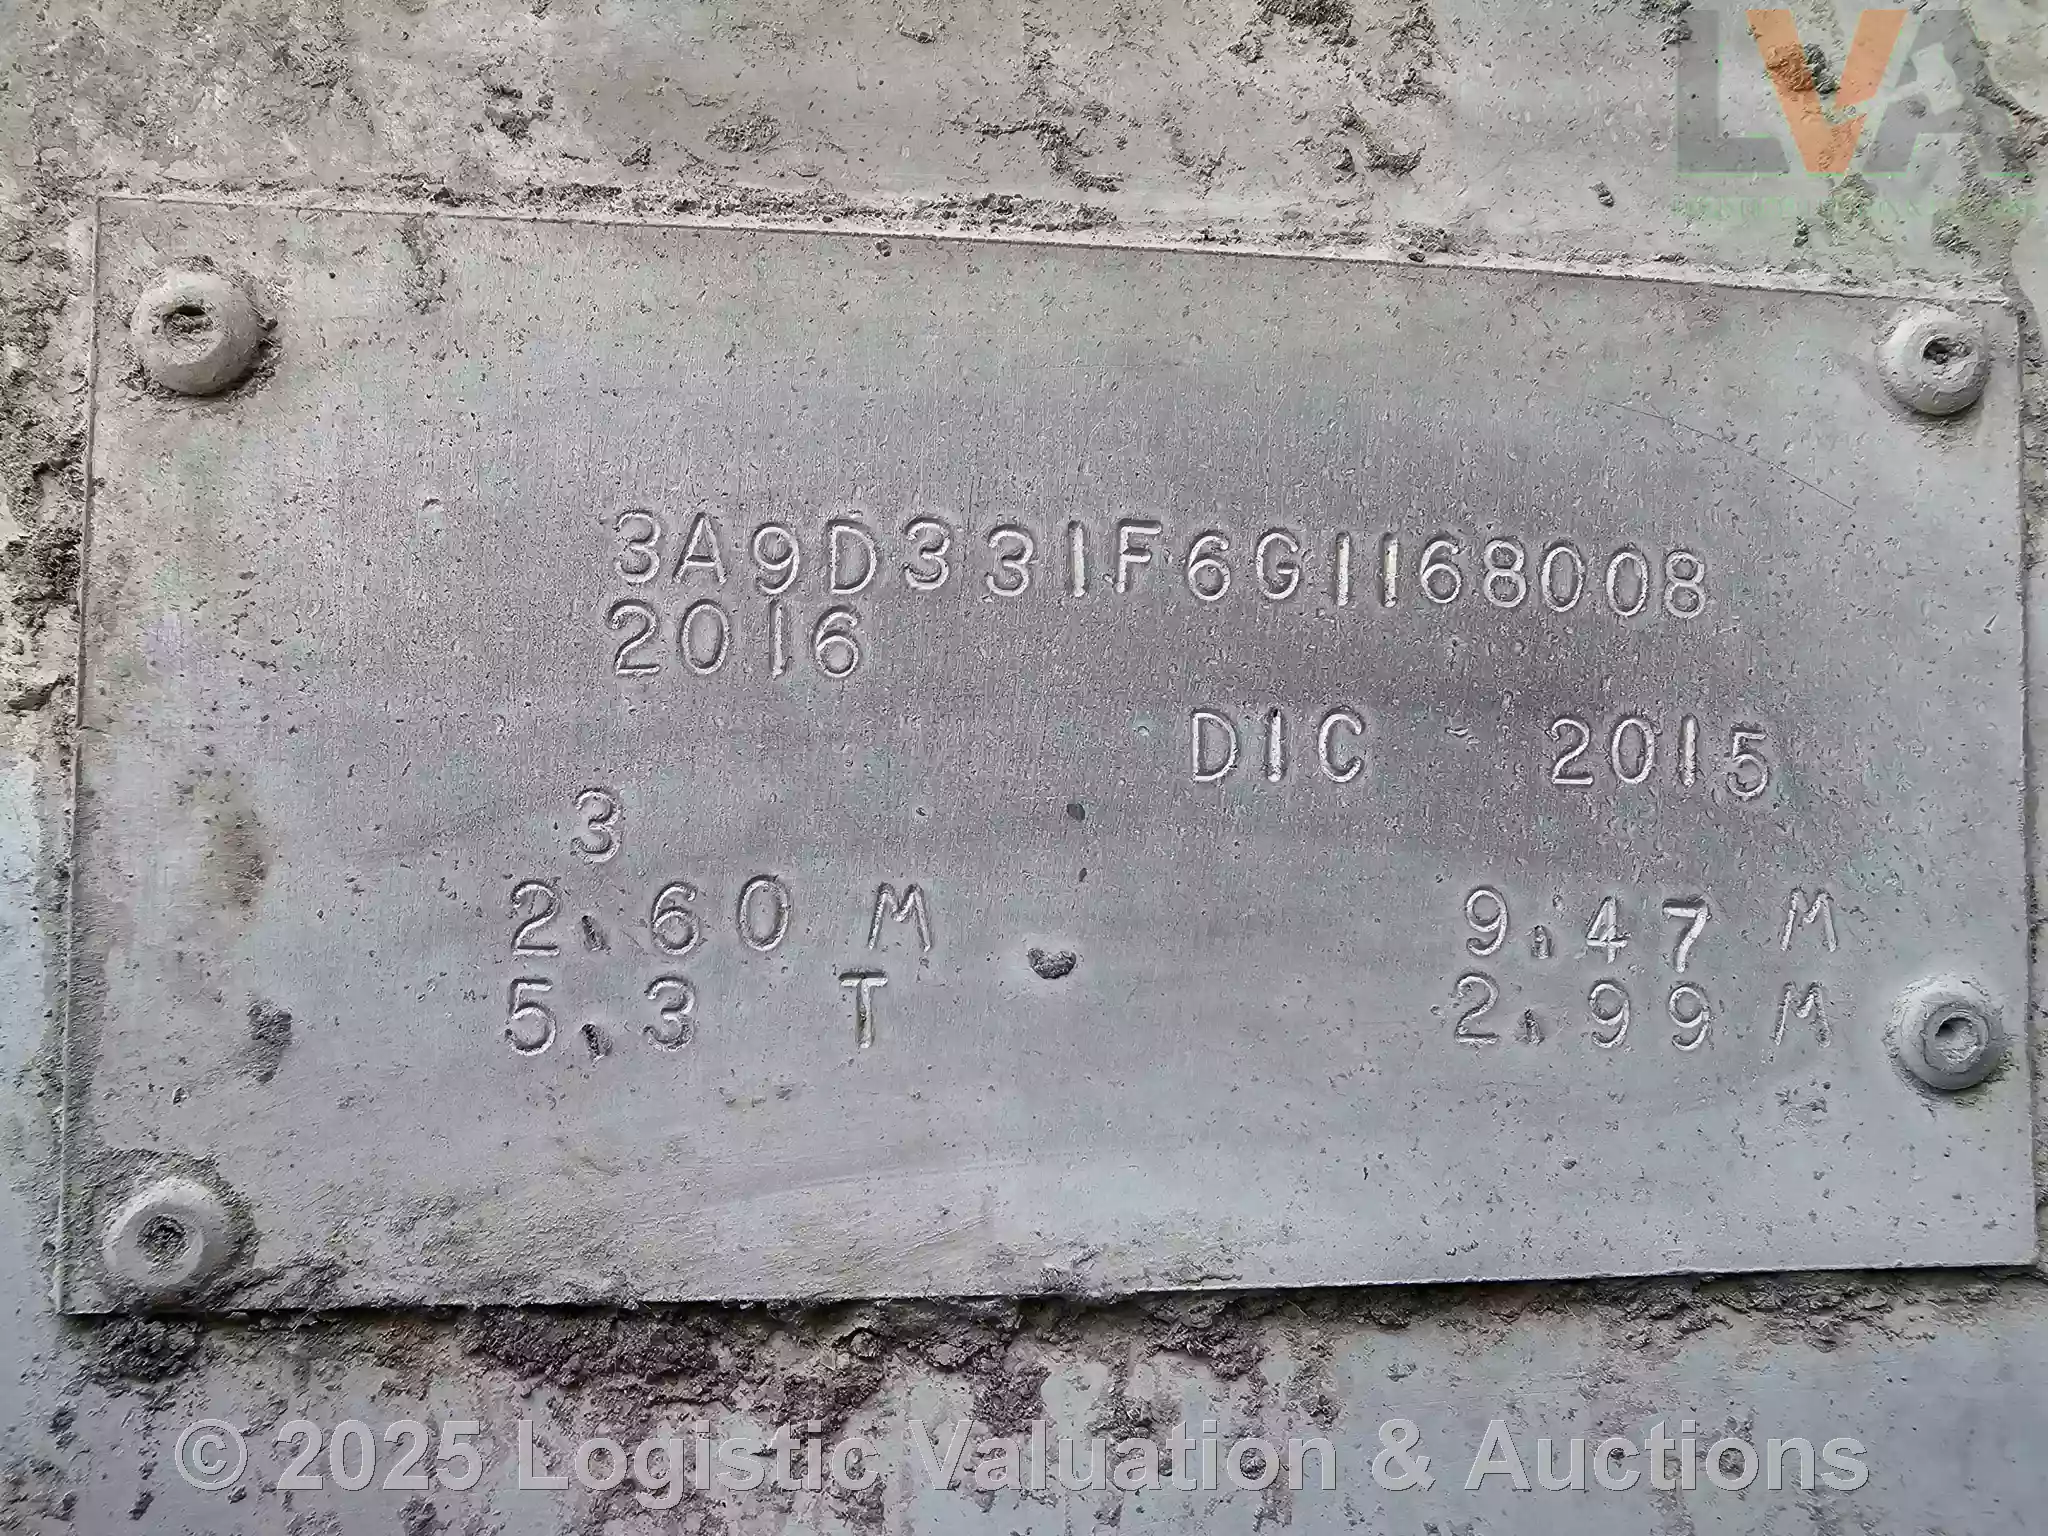 LVA
3A9D331F6G1168008
2016
DIC 2015
3
2.60 M 9.47 M
5.3 T 2.99 M
© 2025 Logistic Valuation & Auctions